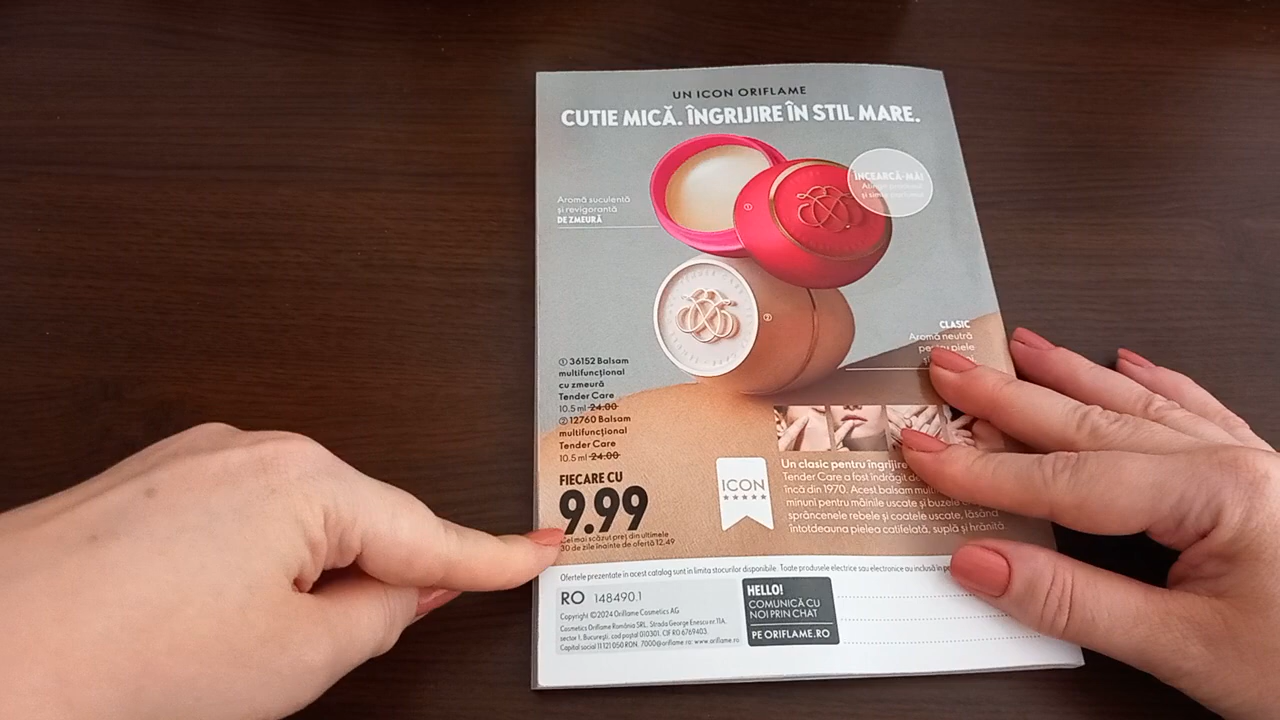 UN ICON ORIFLAME
CUTIE MICĂ. ÎNGRIJIRE ÎN STIL MARE.
ÎNCEARCĂ-MĂ!
Aromă suculentă
și revigorantă
DE ZMEURĂ
①
②
CLASIC
Aromă neutră
piele
① 36152 Balsam
multifuncțional
cu zmeură
Tender Care
10.5 ml 24.00
② 12760 Balsam
multifuncțional
Tender Care
10.5 ml 24.00
FIECARE CU
9.99
Cel mai scăzut preț din ultimele
30 de zile înainte de ofertă 12.49
ICON
Un clasic pentru îngrijire
Tender Care a fost îndrăgit
încă din 1970. Acest balsam
minuni pentru mâinile uscate și buzele
sprâncenele rebele și coatele uscate, lăsând
întotdeauna pielea catifelată, suplă și hrănită.
Ofertele prezentate în acest catalog sunt în limita stocurilor disponibile. Toate produsele electrice sau electronice au inclusă în
RO 148490.1
Copyright ©2024 Oriflame Cosmetics AG
Cosmetics Oriflame România SRL, Strada George Enescu nr.11A,
sector 1, București, cod poștal 010301. CIF RO 6769403.
Capital social 11 121 050 RON. 7000@oriflame.ro; www.oriflame.ro
HELLO!
COMUNICĂ CU
NOI PRIN CHAT
PE ORIFLAME.RO